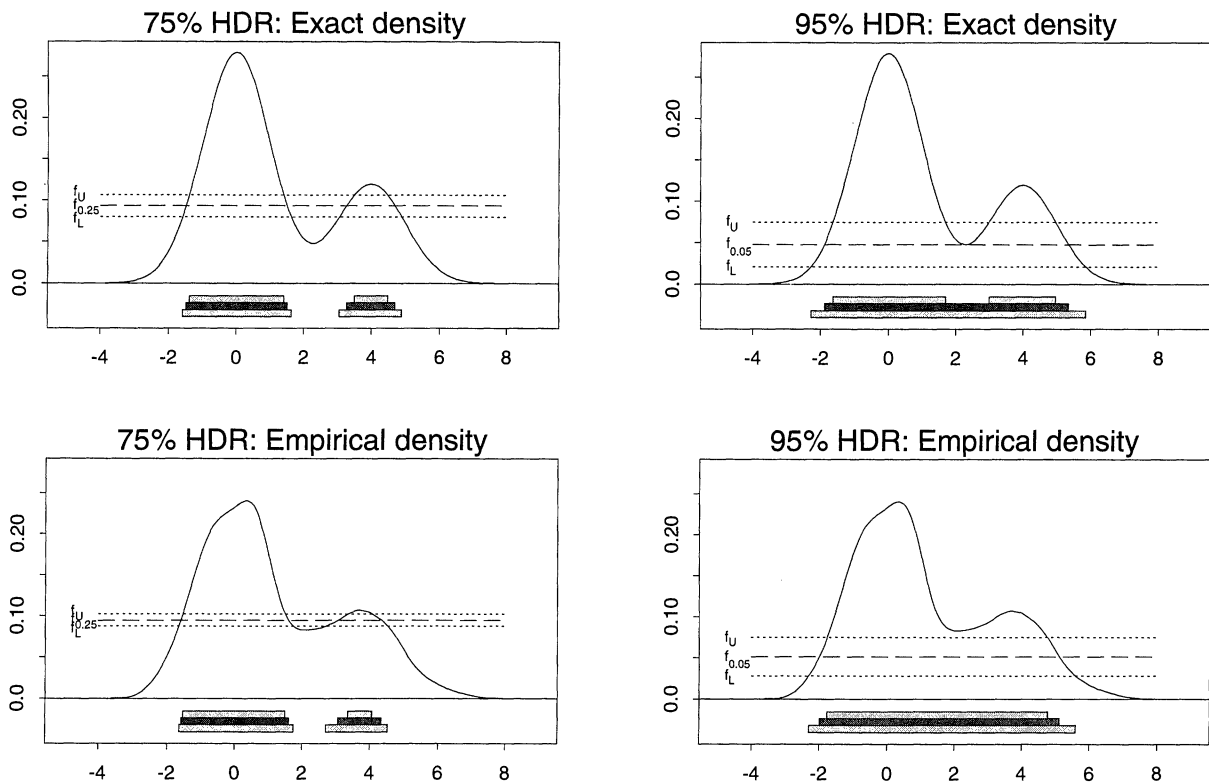 75% HDR: Exact density
0.20
0.10
0.0
f_U
f_0.25
f_L
-4 -2 0 2 4 6 8
95% HDR: Exact density
0.20
0.10
0.0
f_U
f_0.05
f_L
-4 -2 0 2 4 6 8
75% HDR: Empirical density
0.20
0.10
0.0
f_U
f_0.25
f_L
-4 -2 0 2 4 6 8
95% HDR: Empirical density
0.20
0.10
0.0
f_U
f_0.05
f_L
-4 -2 0 2 4 6 8